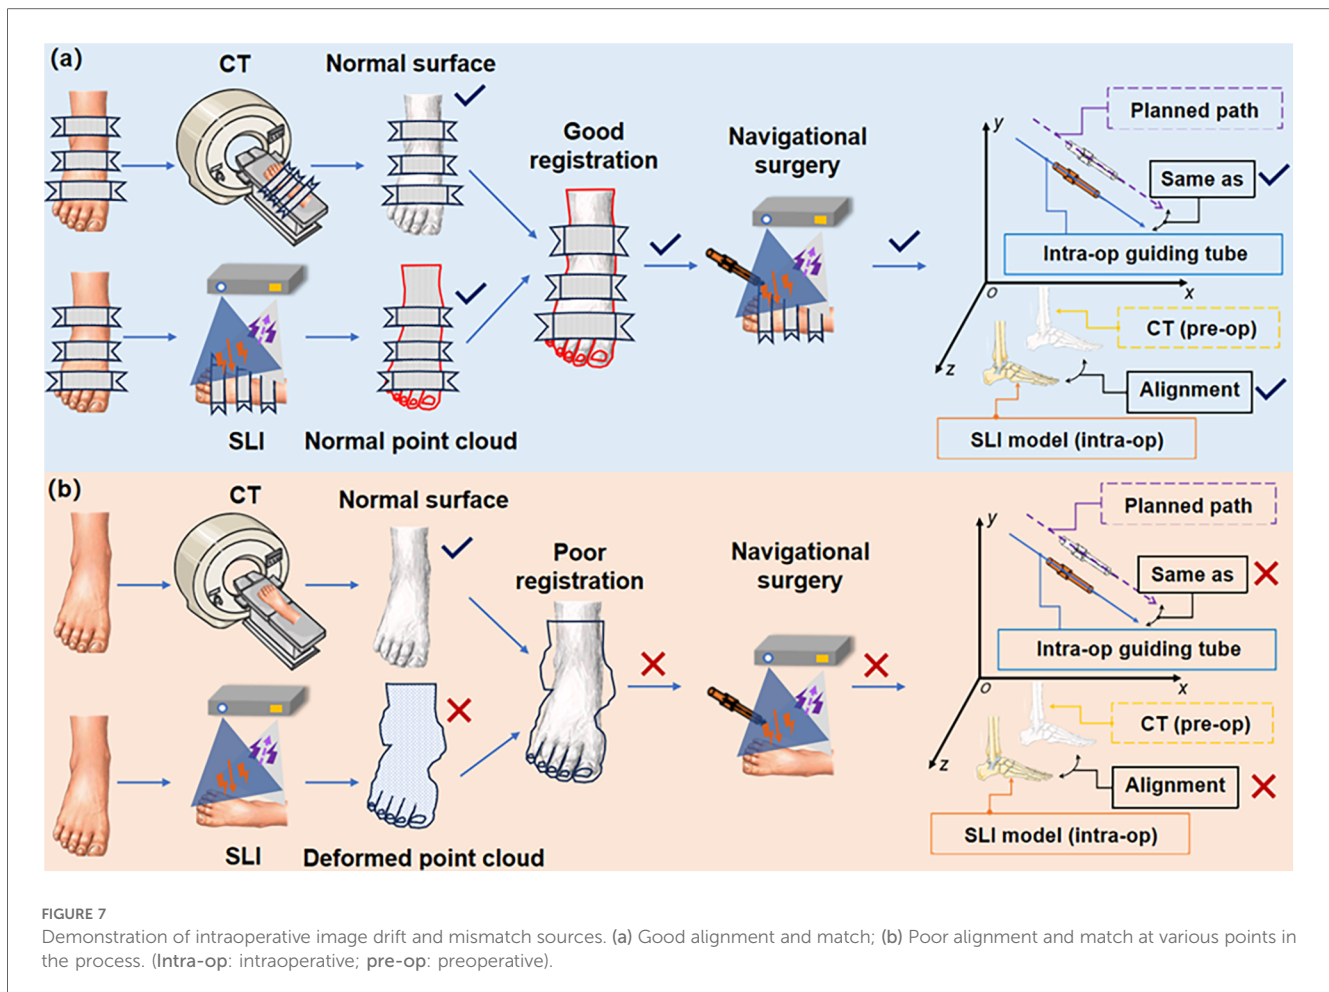 (a)
CT
Normal surface
Good
registration
Navigational
surgery
y
Planned path
Same as
Intra-op guiding tube
o
x
CT (pre-op)
z
Alignment
SLI model (intra-op)
SLI
Normal point cloud
(b)
CT
Normal surface
Poor
registration
Navigational
surgery
y
Planned path
Same as
Intra-op guiding tube
o
x
CT (pre-op)
z
Alignment
SLI model (intra-op)
SLI
Deformed point cloud
FIGURE 7
Demonstration of intraoperative image drift and mismatch sources. (a) Good alignment and match; (b) Poor alignment and match at various points in
the process. (Intra-op: intraoperative; pre-op: preoperative).